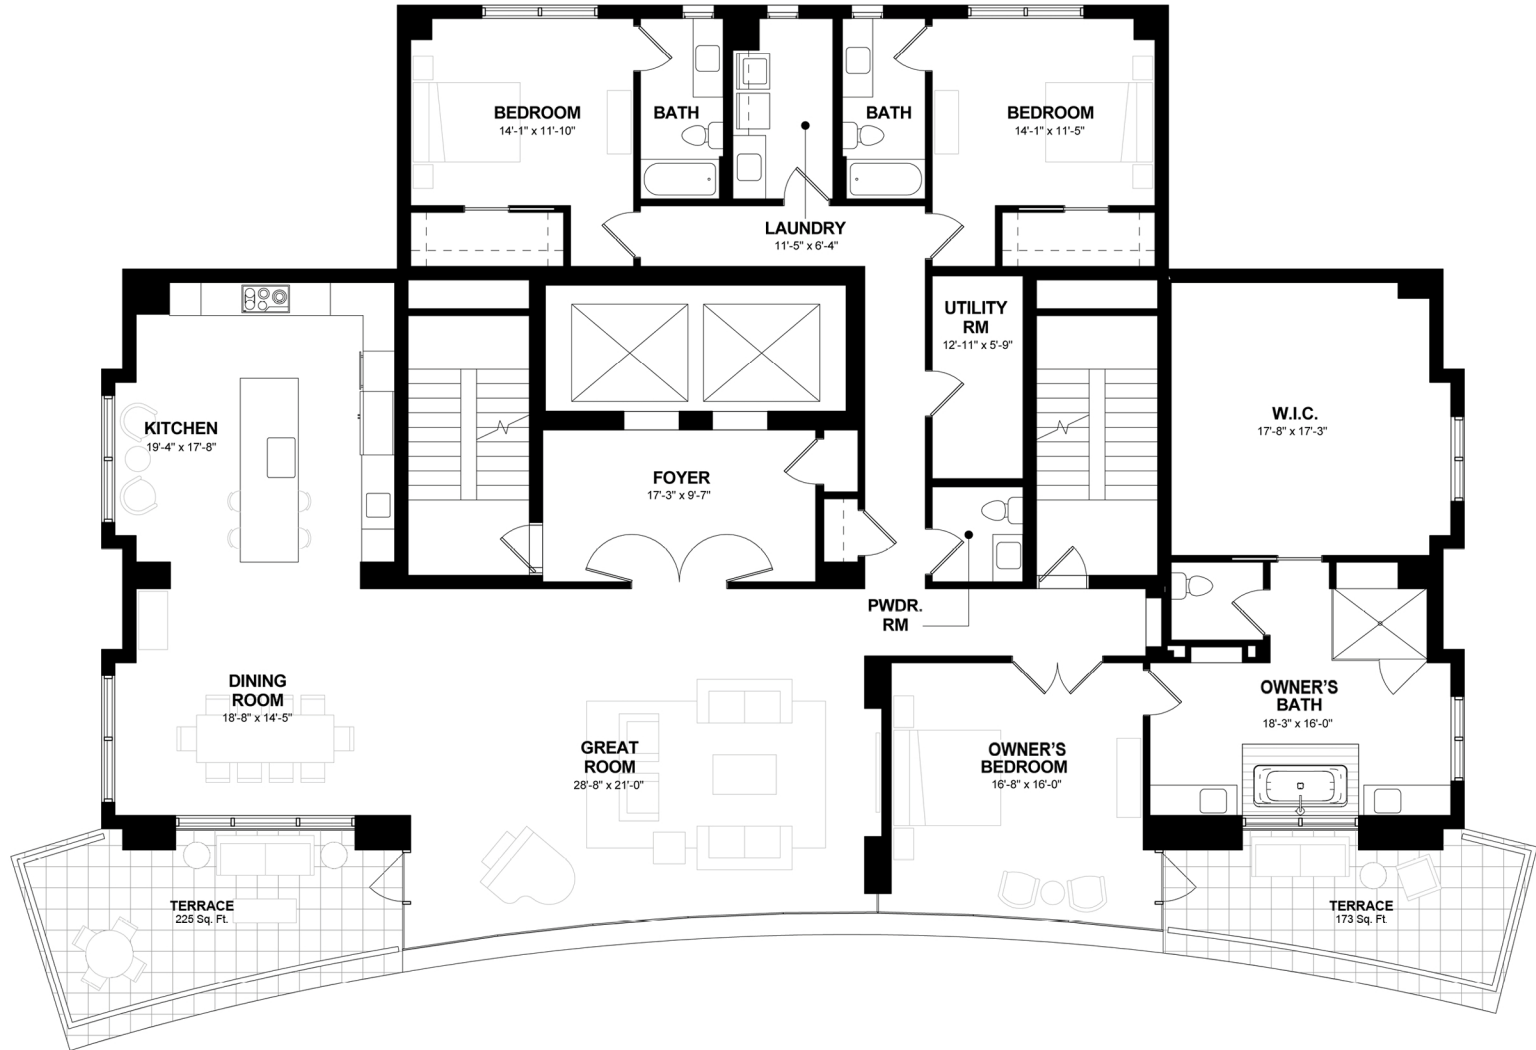 BEDROOM
14'-1" x 11'-10"
BATH
BATH
BEDROOM
14'-1" x 11'-5"
LAUNDRY
11'-5" x 6'-4"
UTILITY
RM
12'-11" x 5'-9"
KITCHEN
19'-4" x 17'-8"
FOYER
17'-3" x 9'-7"
W.I.C.
17'-8" x 17'-3"
PWDR.
RM
DINING
ROOM
18'-8" x 14'-5"
GREAT
ROOM
28'-8" x 21'-0"
OWNER'S
BEDROOM
16'-8" x 16'-0"
OWNER'S
BATH
18'-3" x 16'-0"
TERRACE
225 Sq. Ft.
TERRACE
173 Sq. Ft.